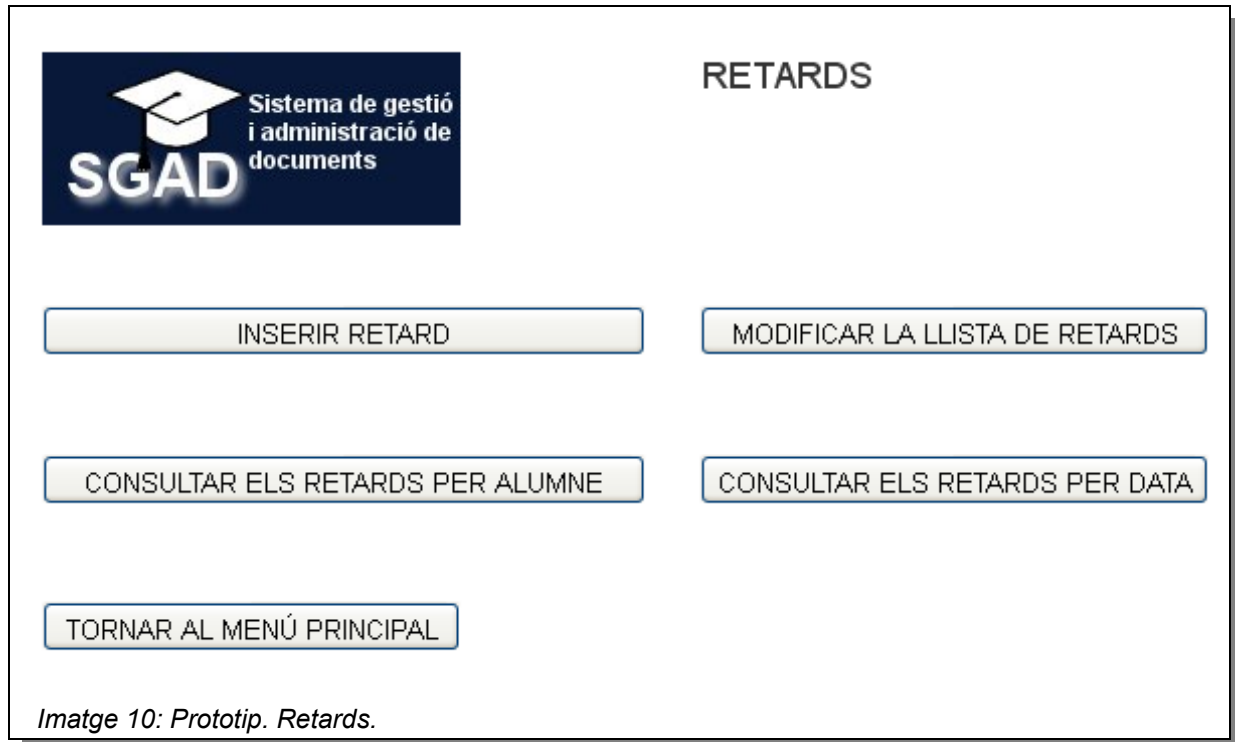 Sistema de gestió
i administració de
documents
SGAD
RETARDS
INSERIR RETARD
MODIFICAR LA LLISTA DE RETARDS
CONSULTAR ELS RETARDS PER ALUMNE
CONSULTAR ELS RETARDS PER DATA
TORNAR AL MENÚ PRINCIPAL
Imatge 10: Prototip. Retards.